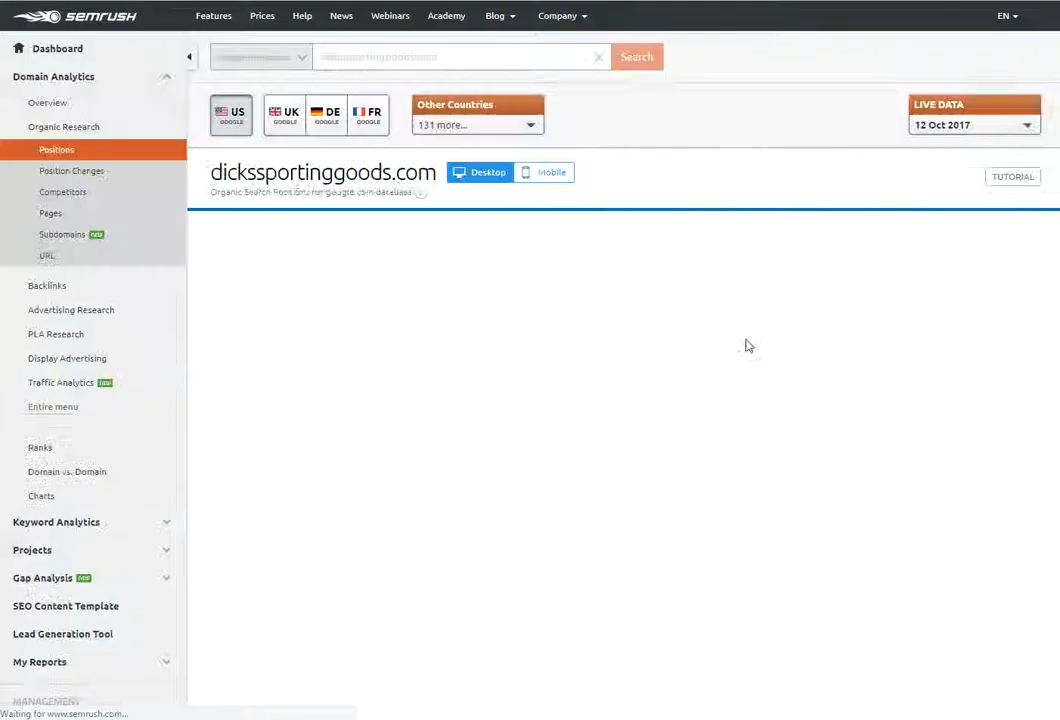 SEMRUSH
Features Prices Help News Webinars Academy Blog Company EN
Dashboard
Domain Analytics
Overview
Organic Research
Positions
Position Changes
Competitors
Pages
Subdomains
URL
Backlinks
Advertising Research
PLA Research
Display Advertising
Traffic Analytics
Entire menu
Ranks
Domain vs. Domain
Charts
Keyword Analytics
Projects
Gap Analysis
SEO Content Template
Lead Generation Tool
My Reports
MANAGEMENT
Waiting for www.semrush.com...
Search
US
GOOGLE
UK
GOOGLE
DE
GOOGLE
FR
GOOGLE
Other Countries
131 more...
LIVE DATA
12 Oct 2017
dickssportinggoods.com
Desktop
Mobile
TUTORIAL